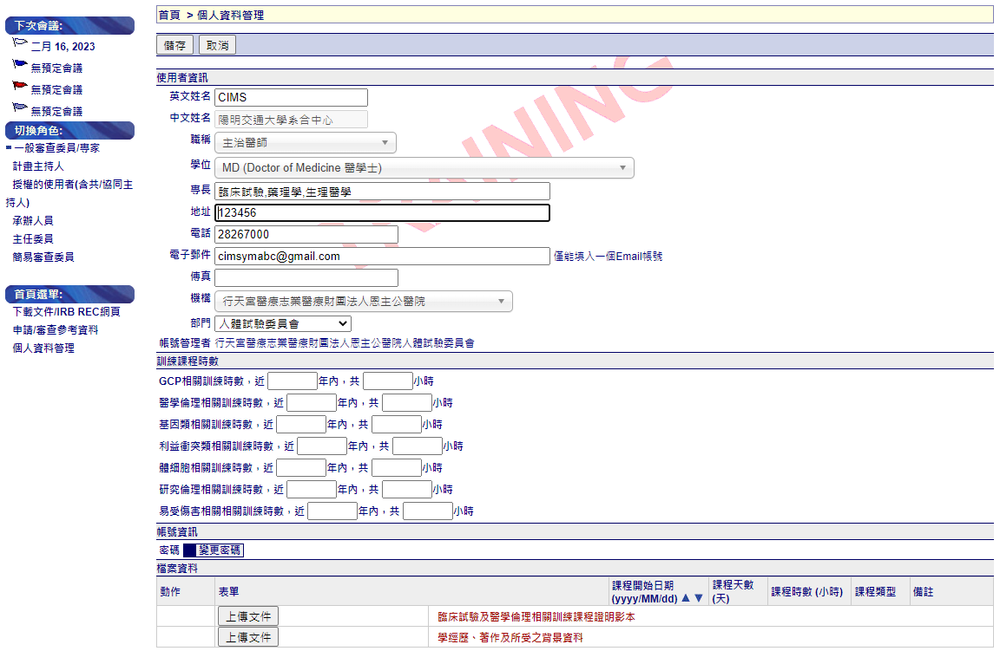 首頁 > 個人資料管理
下次會議:
二月 16, 2023
無預定會議
無預定會議
無預定會議
切換角色:
一般審查委員/專家
計畫主持人
授權的使用者(含共/協同主
持人)
承辦人員
主任委員
簡易審查委員
首頁選單:
下載文件/IRB REC網頁
申請/審查參考資料
個人資料管理
儲存 取消
使用者資訊
英文姓名 CIMS
中文姓名 陽明交通大學系合中心
職稱 主治醫師
學位 MD (Doctor of Medicine 醫學士)
專長 臨床試驗,藥理學,生理醫學
地址 123456
電話 28267000
電子郵件 cimsymabc@gmail.com 僅能填入一個Email帳號
傳真
機構 行天宮醫療志業醫療財團法人恩主公醫院
部門 人體試驗委員會
帳號管理者 行天宮醫療志業醫療財團法人恩主公醫院人體試驗委員會
訓練課程時數
GCP相關訓練時數，近 年內，共 小時
醫學倫理相關訓練時數，近 年內，共 小時
基因類相關訓練時數，近 年內，共 小時
利益衝突類相關訓練時數，近 年內，共 小時
體細胞相關訓練時數，近 年內，共 小時
研究倫理相關訓練時數，近 年內，共 小時
易受傷害相關相關訓練時數，近 年內，共 小時
帳號資訊
密碼 變更密碼
檔案資料
動作 表單 課程開始日期 (yyyy/MM/dd) ▲▼ 課程天數 (天) 課程時數 (小時) 課程類型 備註
上傳文件 臨床試驗及醫學倫理相關訓練課程證明影本
上傳文件 學經歷、著作及所受之背景資料